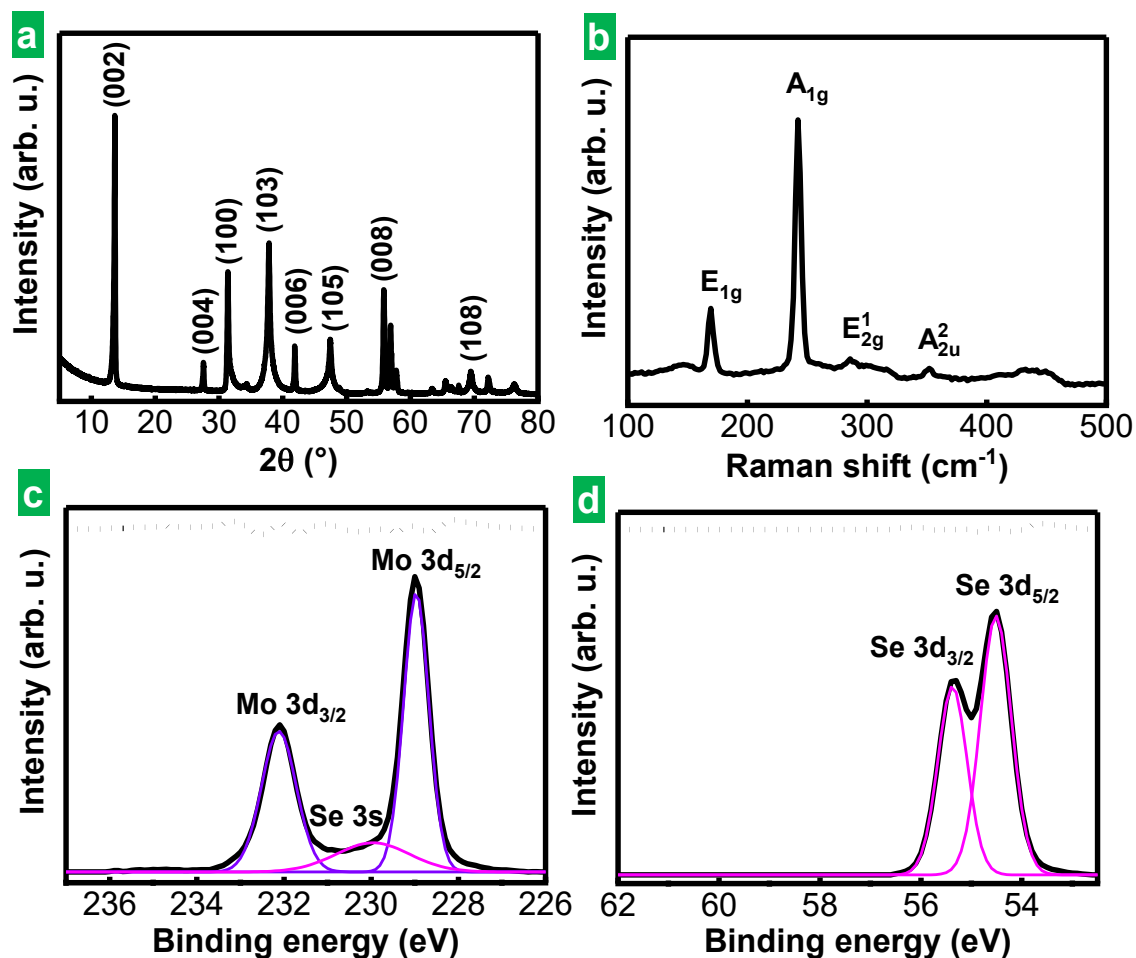 a
Intensity (arb. u.)
(002)
(004)
(100)
(103)
(006)
(105)
(008)
(108)
10 20 30 40 50 60 70 80
2θ (°)
b
Intensity (arb. u.)
E1g
A1g
E¹2g
A²2u
100 200 300 400 500
Raman shift (cm⁻¹)
c
Intensity (arb. u.)
Mo 3d5/2
Mo 3d3/2
Se 3s
236 234 232 230 228 226
Binding energy (eV)
d
Intensity (arb. u.)
Se 3d5/2
Se 3d3/2
62 60 58 56 54
Binding energy (eV)